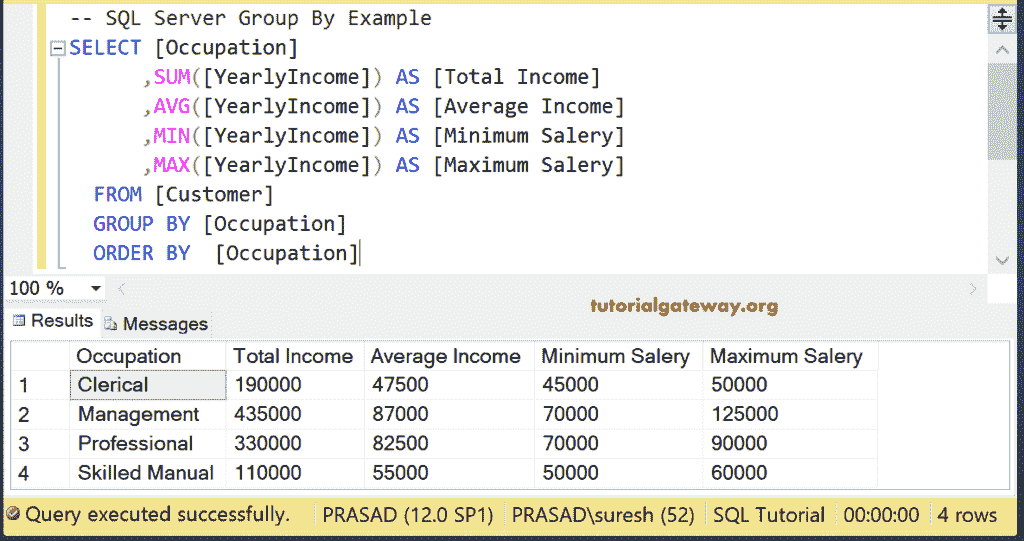 -- SQL Server Group By Example
SELECT [Occupation]
,SUM([YearlyIncome]) AS [Total Income]
,AVG([YearlyIncome]) AS [Average Income]
,MIN([YearlyIncome]) AS [Minimum Salery]
,MAX([YearlyIncome]) AS [Maximum Salery]
FROM [Customer]
GROUP BY [Occupation]
ORDER BY [Occupation]
100 %
tutorialgateway.org
Results Messages
Occupation Total Income Average Income Minimum Salery Maximum Salery
1 Clerical 190000 47500 45000 50000
2 Management 435000 87000 70000 125000
3 Professional 330000 82500 70000 90000
4 Skilled Manual 110000 55000 50000 60000
Query executed successfully. PRASAD (12.0 SP1) PRASAD\suresh (52) SQL Tutorial 00:00:00 4 rows